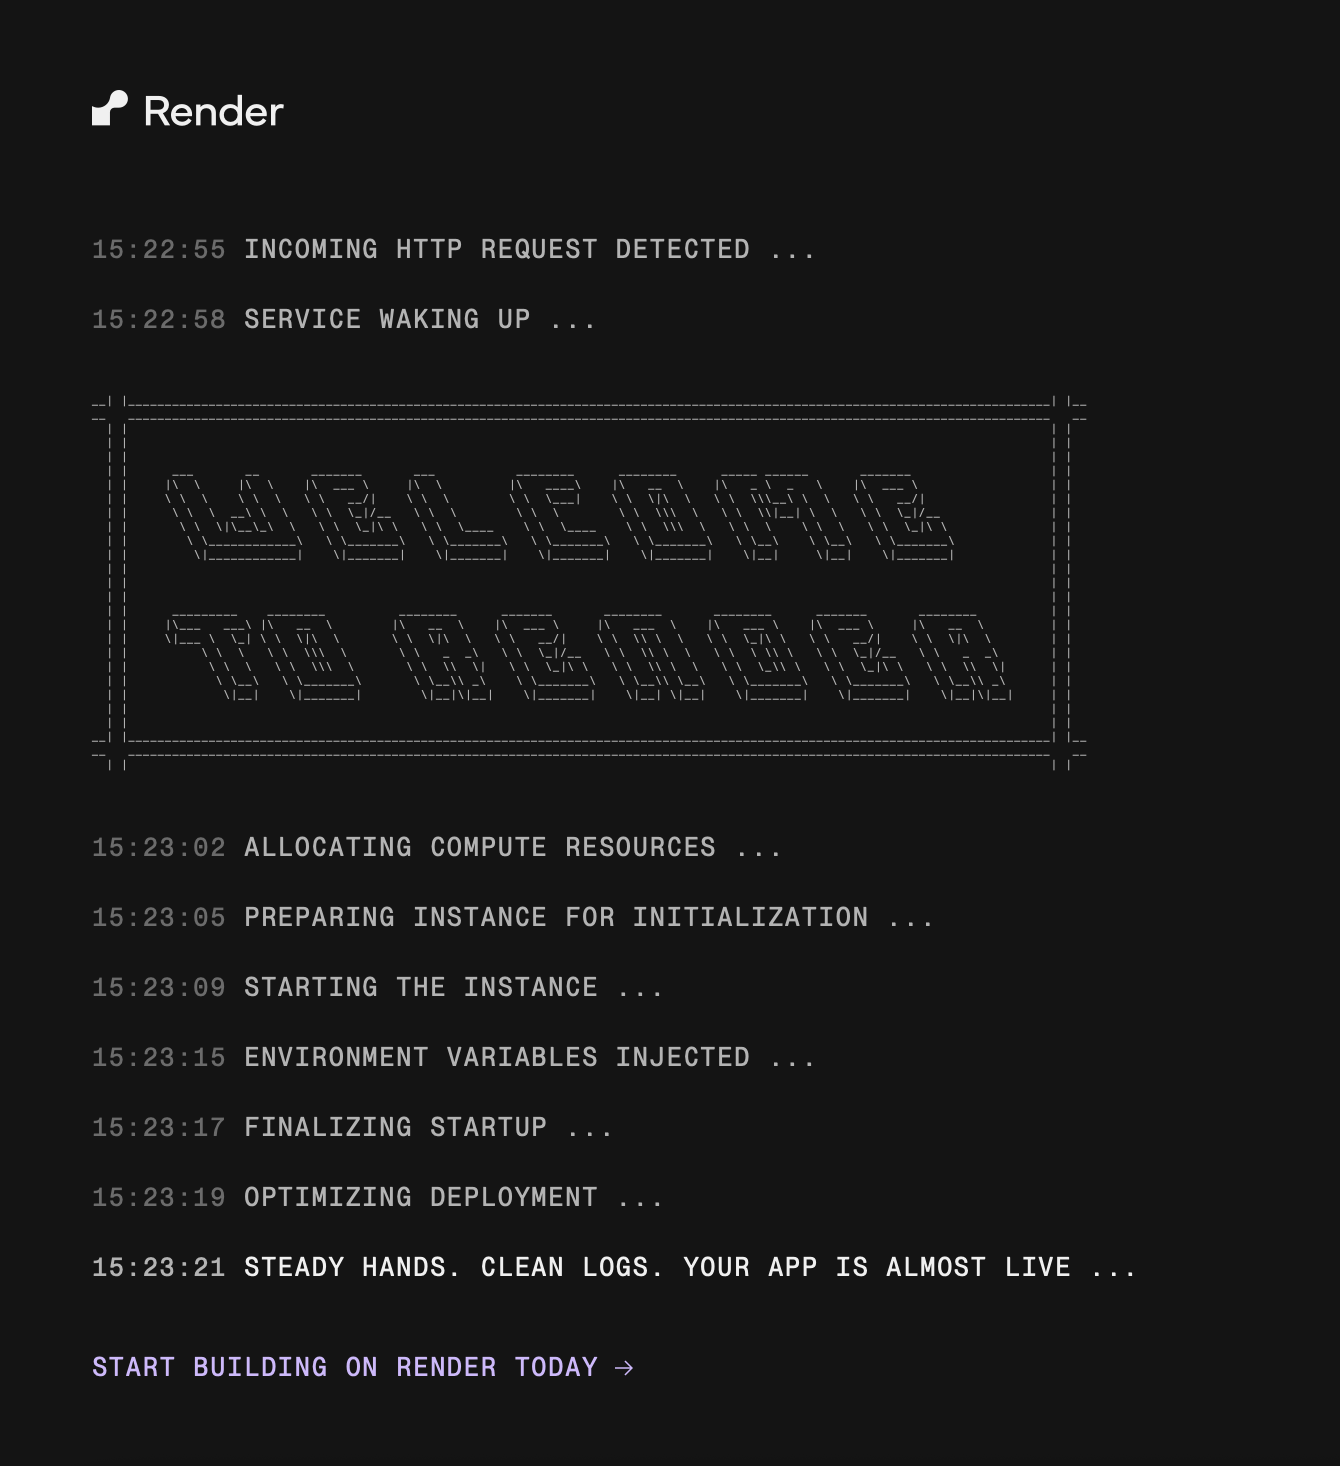 Render
15:22:55 INCOMING HTTP REQUEST DETECTED ...
15:22:58 SERVICE WAKING UP ...
WELCOME
TO RENDER
15:23:02 ALLOCATING COMPUTE RESOURCES ...
15:23:05 PREPARING INSTANCE FOR INITIALIZATION ...
15:23:09 STARTING THE INSTANCE ...
15:23:15 ENVIRONMENT VARIABLES INJECTED ...
15:23:17 FINALIZING STARTUP ...
15:23:19 OPTIMIZING DEPLOYMENT ...
15:23:21 STEADY HANDS. CLEAN LOGS. YOUR APP IS ALMOST LIVE ...
START BUILDING ON RENDER TODAY →